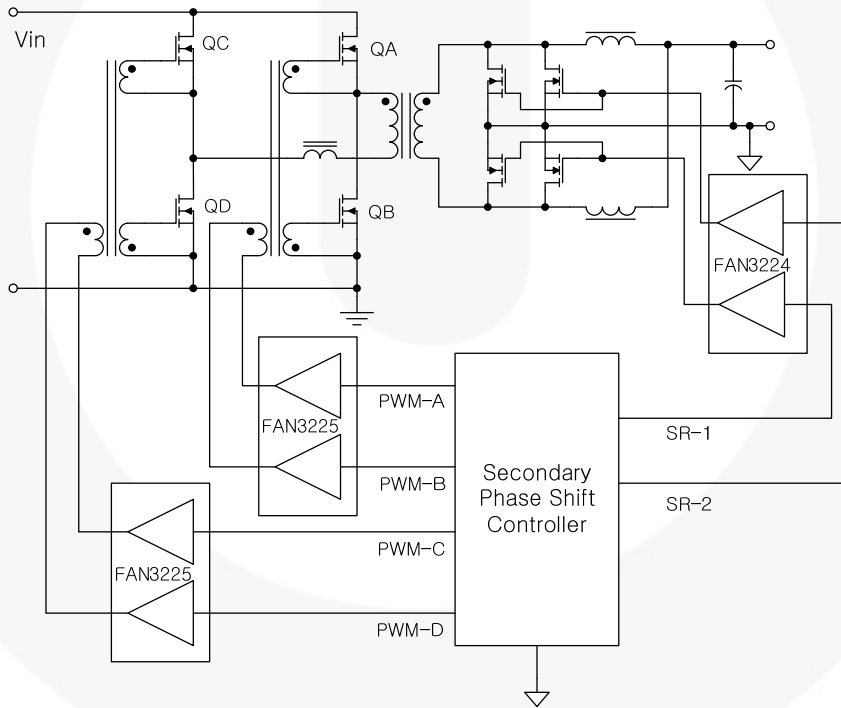 Vin
QC
QA
QD
QB
FAN3224
PWM-A
FAN3225
PWM-B
SR-1
Secondary
Phase Shift
Controller
SR-2
PWM-C
FAN3225
PWM-D